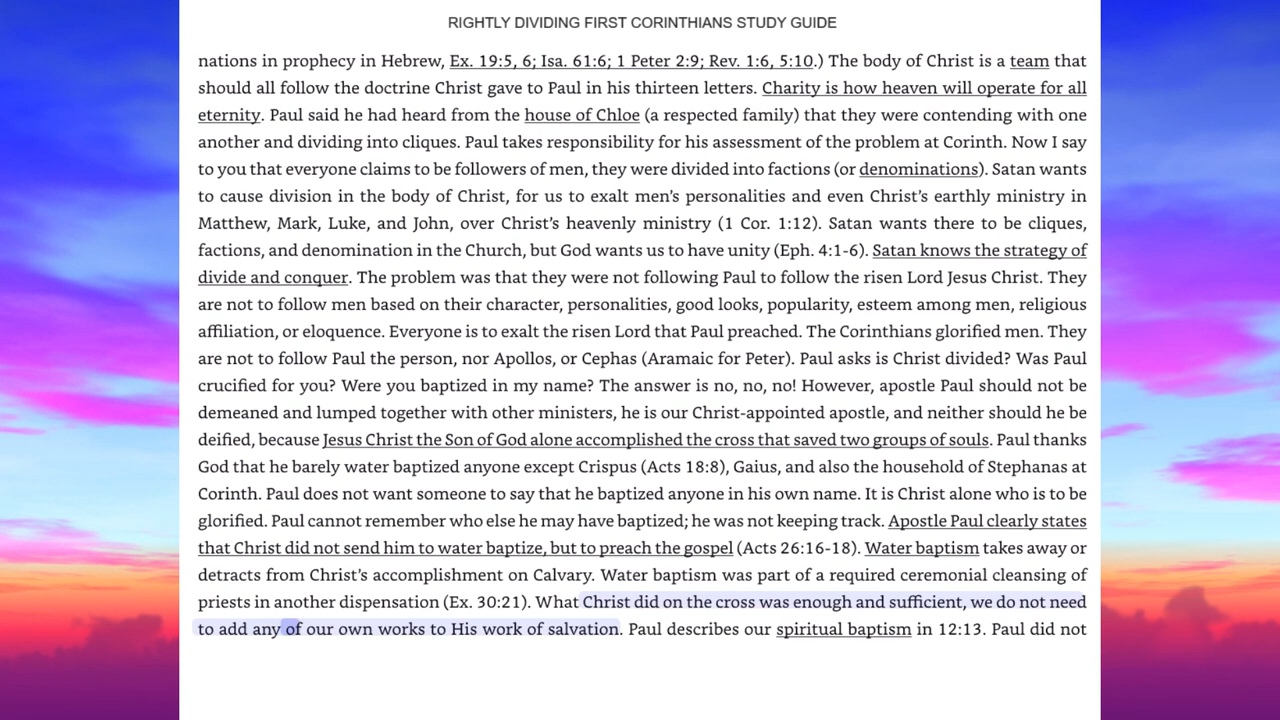 RIGHTLY DIVIDING FIRST CORINTHIANS STUDY GUIDE
nations in prophecy in Hebrew, Ex. 19:5, 6; Isa. 61:6; 1 Peter 2:9; Rev. 1:6, 5:10.) The body of Christ is a team that
should all follow the doctrine Christ gave to Paul in his thirteen letters. Charity is how heaven will operate for all
eternity. Paul said he had heard from the house of Chloe (a respected family) that they were contending with one
another and dividing into cliques. Paul takes responsibility for his assessment of the problem at Corinth. Now I say
to you that everyone claims to be followers of men, they were divided into factions (or denominations). Satan wants
to cause division in the body of Christ, for us to exalt men's personalities and even Christ's earthly ministry in
Matthew, Mark, Luke, and John, over Christ's heavenly ministry (1 Cor. 1:12). Satan wants there to be cliques,
factions, and denomination in the Church, but God wants us to have unity (Eph. 4:1-6). Satan knows the strategy of
divide and conquer. The problem was that they were not following Paul to follow the risen Lord Jesus Christ. They
are not to follow men based on their character, personalities, good looks, popularity, esteem among men, religious
affiliation, or eloquence. Everyone is to exalt the risen Lord that Paul preached. The Corinthians glorified men. They
are not to follow Paul the person, nor Apollos, or Cephas (Aramaic for Peter). Paul asks is Christ divided? Was Paul
crucified for you? Were you baptized in my name? The answer is no, no, no! However, apostle Paul should not be
demeaned and lumped together with other ministers, he is our Christ-appointed apostle, and neither should he be
deified, because Jesus Christ the Son of God alone accomplished the cross that saved two groups of souls. Paul thanks
God that he barely water baptized anyone except Crispus (Acts 18:8), Gaius, and also the household of Stephanas at
Corinth. Paul does not want someone to say that he baptized anyone in his own name. It is Christ alone who is to be
glorified. Paul cannot remember who else he may have baptized; he was not keeping track. Apostle Paul clearly states
that Christ did not send him to water baptize, but to preach the gospel (Acts 26:16-18). Water baptism takes away or
detracts from Christ's accomplishment on Calvary. Water baptism was part of a required ceremonial cleansing of
priests in another dispensation (Ex. 30:21). What Christ did on the cross was enough and sufficient, we do not need
to add any of our own works to His work of salvation. Paul describes our spiritual baptism in 12:13. Paul did not